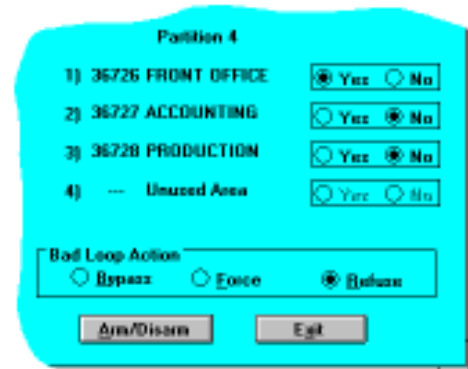 Partition 4
1) 36726 FRONT OFFICE Yes No
2) 36727 ACCOUNTING Yes No
3) 36728 PRODUCTION Yes No
4) --- Unused Area Yes No
Bad Loop Action
Bypass Force Refuse
Arm/Disarm Exit